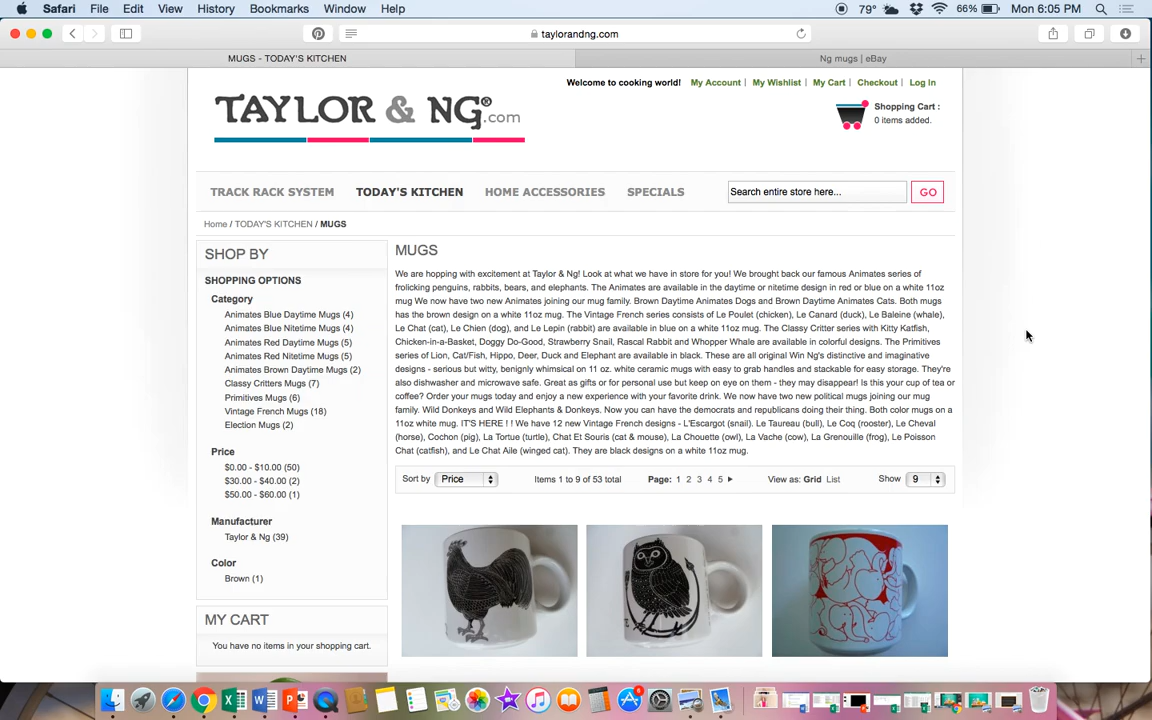 Safari File Edit View History Bookmarks Window Help 79° 66% Mon 6:05 PM
taylorandng.com
MUGS - TODAY'S KITCHEN Ng mugs | eBay
Welcome to cooking world! My Account | My Wishlist | My Cart | Checkout | Log In
TAYLOR & NG®.com
Shopping Cart :
0 items added.
TRACK RACK SYSTEM TODAY'S KITCHEN HOME ACCESSORIES SPECIALS Search entire store here... GO
Home / TODAY'S KITCHEN / MUGS
SHOP BY
SHOPPING OPTIONS
Category
Animates Blue Daytime Mugs (4)
Animates Blue Nitetime Mugs (4)
Animates Red Daytime Mugs (5)
Animates Red Nitetime Mugs (5)
Animates Brown Daytime Mugs (2)
Classy Critters Mugs (7)
Primitives Mugs (6)
Vintage French Mugs (18)
Election Mugs (2)
Price
$0.00 - $10.00 (50)
$30.00 - $40.00 (2)
$50.00 - $60.00 (1)
Manufacturer
Taylor & Ng (39)
Color
Brown (1)
MY CART
You have no items in your shopping cart.
MUGS
We are hopping with excitement at Taylor & Ng! Look at what we have in store for you! We brought back our famous Animates series of
frolicking penguins, rabbits, bears, and elephants. The Animates are available in the daytime or nitetime design in red or blue on a white 11oz
mug We now have two new Animates joining our mug family. Brown Daytime Animates Dogs and Brown Daytime Animates Cats. Both mugs
has the brown design on a white 11oz mug. The Vintage French series consists of Le Poulet (chicken), Le Canard (duck), Le Baleine (whale),
Le Chat (cat), Le Chien (dog), and Le Lepin (rabbit) are available in blue on a white 11oz mug. The Classy Critter series with Kitty Katfish,
Chicken-in-a-Basket, Doggy Do-Good, Strawberry Snail, Rascal Rabbit and Whopper Whale are available in colorful designs. The Primitives
series of Lion, Cat/Fish, Hippo, Deer, Duck and Elephant are available in black. These are all original Win Ng's distinctive and imaginative
designs - serious but witty, benignly whimsical on 11 oz. white ceramic mugs with easy to grab handles and stackable for easy storage. They're
also dishwasher and microwave safe. Great as gifts or for personal use but keep on eye on them - they may disappear! Is this your cup of tea or
coffee? Order your mugs today and enjoy a new experience with your favorite drink. We now have two new political mugs joining our mug
family. Wild Donkeys and Wild Elephants & Donkeys. Now you can have the democrats and republicans doing their thing. Both color mugs on a
11oz white mug. IT'S HERE ! ! We have 12 new Vintage French designs - L'Escargot (snail). Le Taureau (bull), Le Coq (rooster), Le Cheval
(horse), Cochon (pig), La Tortue (turtle), Chat Et Souris (cat & mouse), La Chouette (owl), La Vache (cow), La Grenouille (frog), Le Poisson
Chat (catfish), and Le Chat Aile (winged cat). They are black designs on a white 11oz mug.
Sort by Price Items 1 to 9 of 53 total Page: 1 2 3 4 5 View as: Grid List Show 9